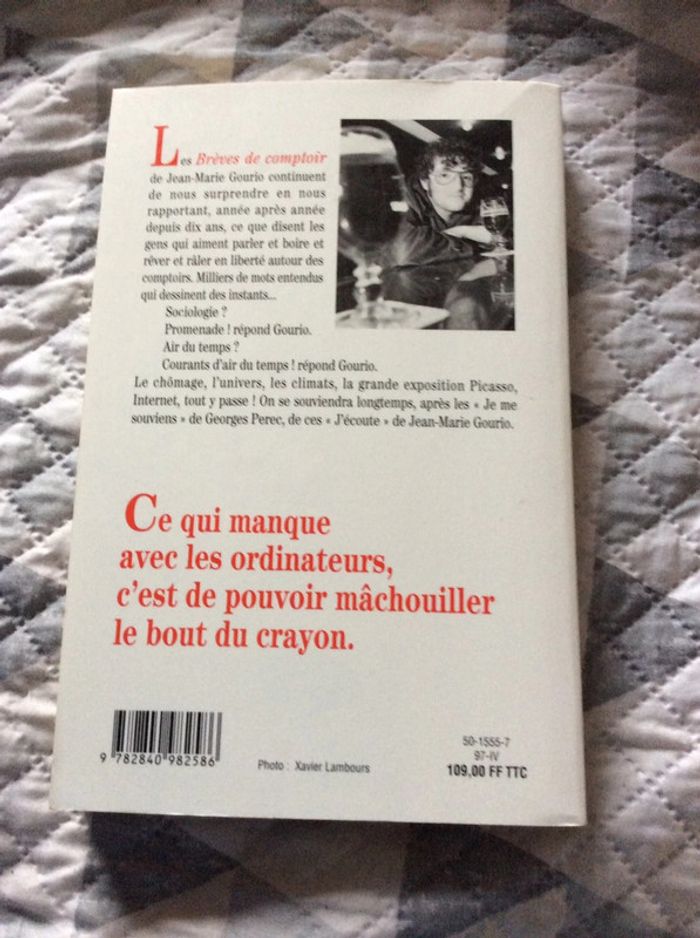 Les Brèves de comptoir
de Jean-Marie Gourio continuent
de nous surprendre en nous
rapportant, année après année
depuis dix ans, ce que disent les
gens qui aiment parler et boire et
rêver et râler en liberté autour des
comptoirs. Milliers de mots entendus
qui dessinent des instants...
Sociologie ?
Promenade ! répond Gourio.
Air du temps ?
Courants d'air du temps ! répond Gourio.
Le chômage, l'univers, les climats, la grande exposition Picasso,
Internet, tout y passe ! On se souviendra longtemps, après les « Je me
souviens » de Georges Perec, de ces « J'écoute » de Jean-Marie Gourio.
Ce qui manque
avec les ordinateurs,
c'est de pouvoir mâchouiller
le bout du crayon.
9 782840 982586
Photo : Xavier Lambours
50-1555-7
97-IV
109,00 FF TTC